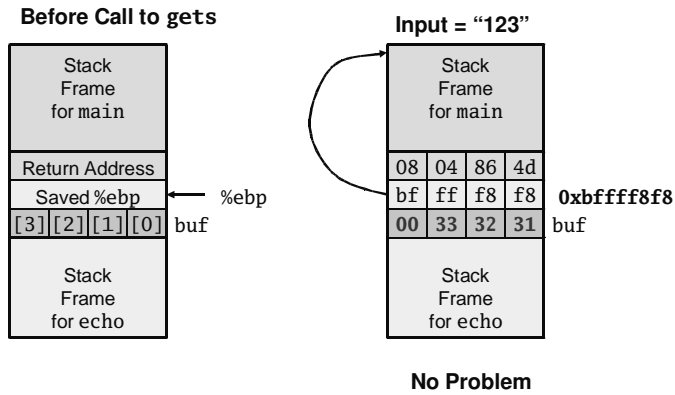 Before Call to gets
Stack
Frame
for main
Return Address
Saved %ebp
%ebp
[3] [2] [1] [0] buf
Stack
Frame
for echo
Input = “123”
Stack
Frame
for main
08 04 86 4d
bf ff f8 f8 0xbffff8f8
00 33 32 31 buf
Stack
Frame
for echo
No Problem